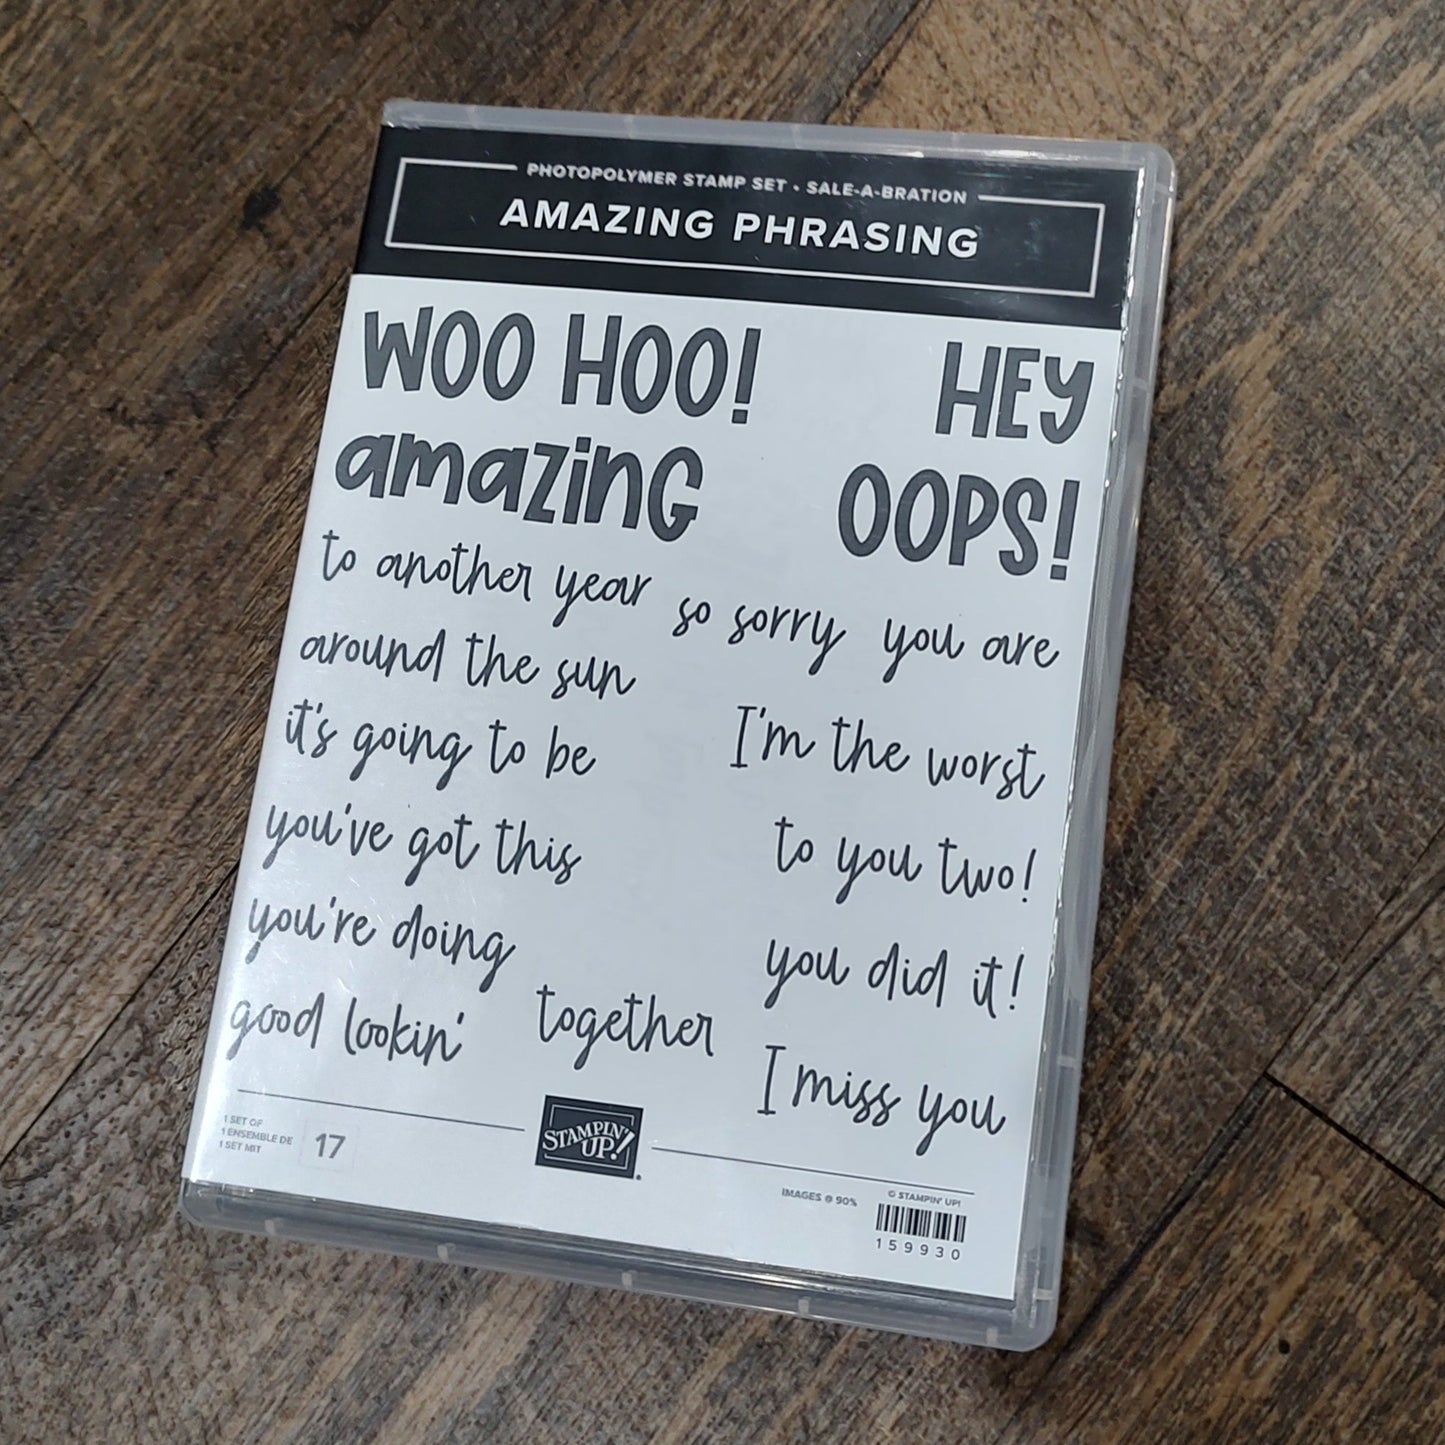 PHOTOPOLYMER STAMP SET • SALE-A-BRATION
AMAZING PHRASING
WOO HOO!
HEY
amazinG
OOPS!
to another year
so sorry
you are
around the sun
I'm the worst
it's going to be
to you two!
you've got this
you did it!
you're doing
together
good lookin'
I miss you
1 SET OF
1 ENSEMBLE DE
1 SET MIT
17
STAMPIN' UP!®
IMAGES @ 90%
© STAMPIN' UP!
159930